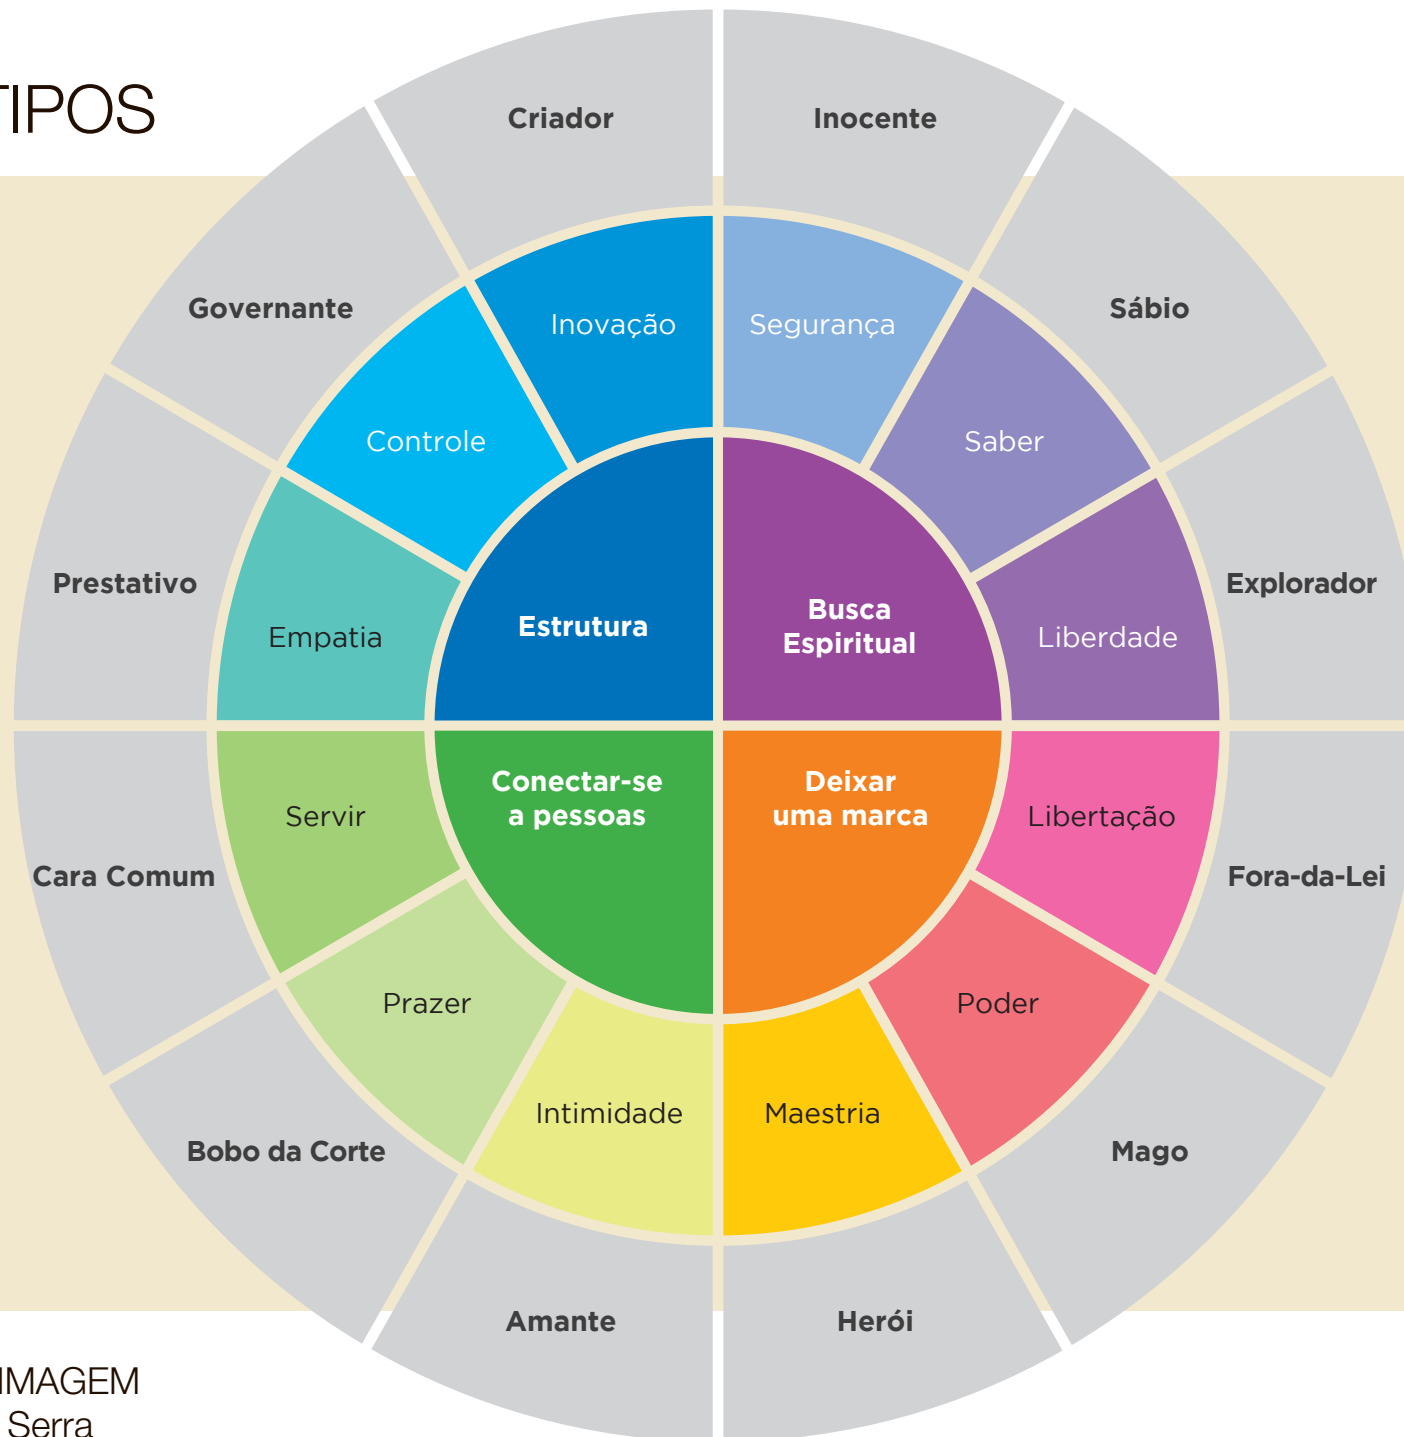 TIPOS
Criador
Inocente
Governante
Sábio
Inovação
Segurança
Controle
Saber
Prestativo
Explorador
Empatia
Estrutura
Busca
Espiritual
Liberdade
Servir
Conectar-se
a pessoas
Deixar
uma marca
Libertação
Cara Comum
Fora-da-Lei
Prazer
Poder
Intimidade
Maestria
Bobo da Corte
Mago
Amante
Herói
IMAGEM
Serra